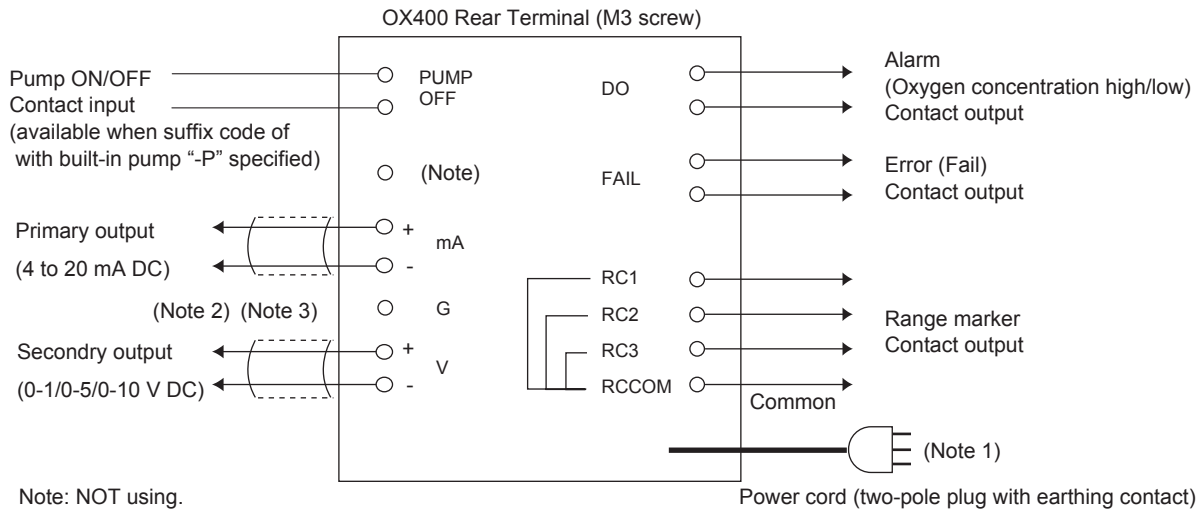 OX400 Rear Terminal (M3 screw)
Pump ON/OFF
Contact input
(available when suffix code of
with built-in pump “-P” specified)
PUMP
OFF
(Note)
Primary output
(4 to 20 mA DC)
+
mA
-
(Note 2) (Note 3)
G
Secondry output
(0-1/0-5/0-10 V DC)
+
V
-
DO
Alarm
(Oxygen concentration high/low)
Contact output
FAIL
Error (Fail)
Contact output
RC1
RC2
RC3
RCCOM
Range marker
Contact output
Common
(Note 1)
Note: NOT using.
Power cord (two-pole plug with earthing contact)